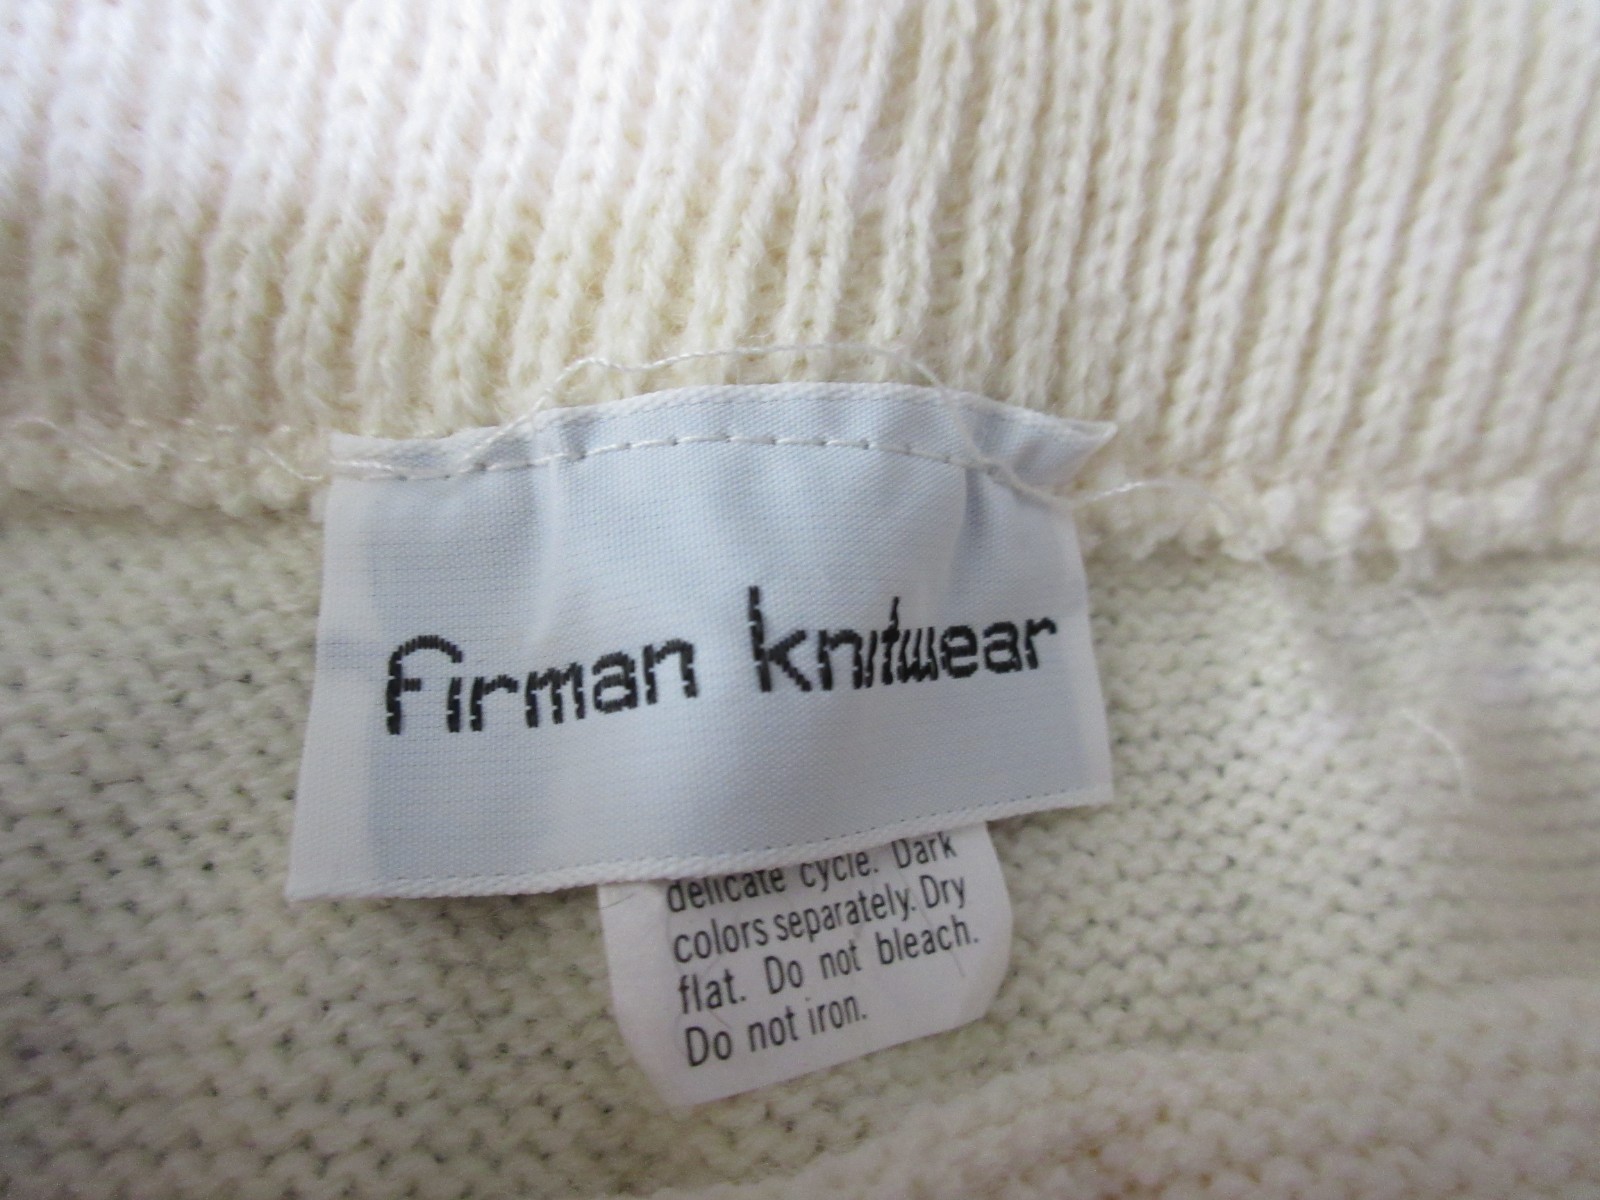 firman knitwear
delicate cycle. Dark
colors separately. Dry
flat. Do not bleach.
Do not iron.